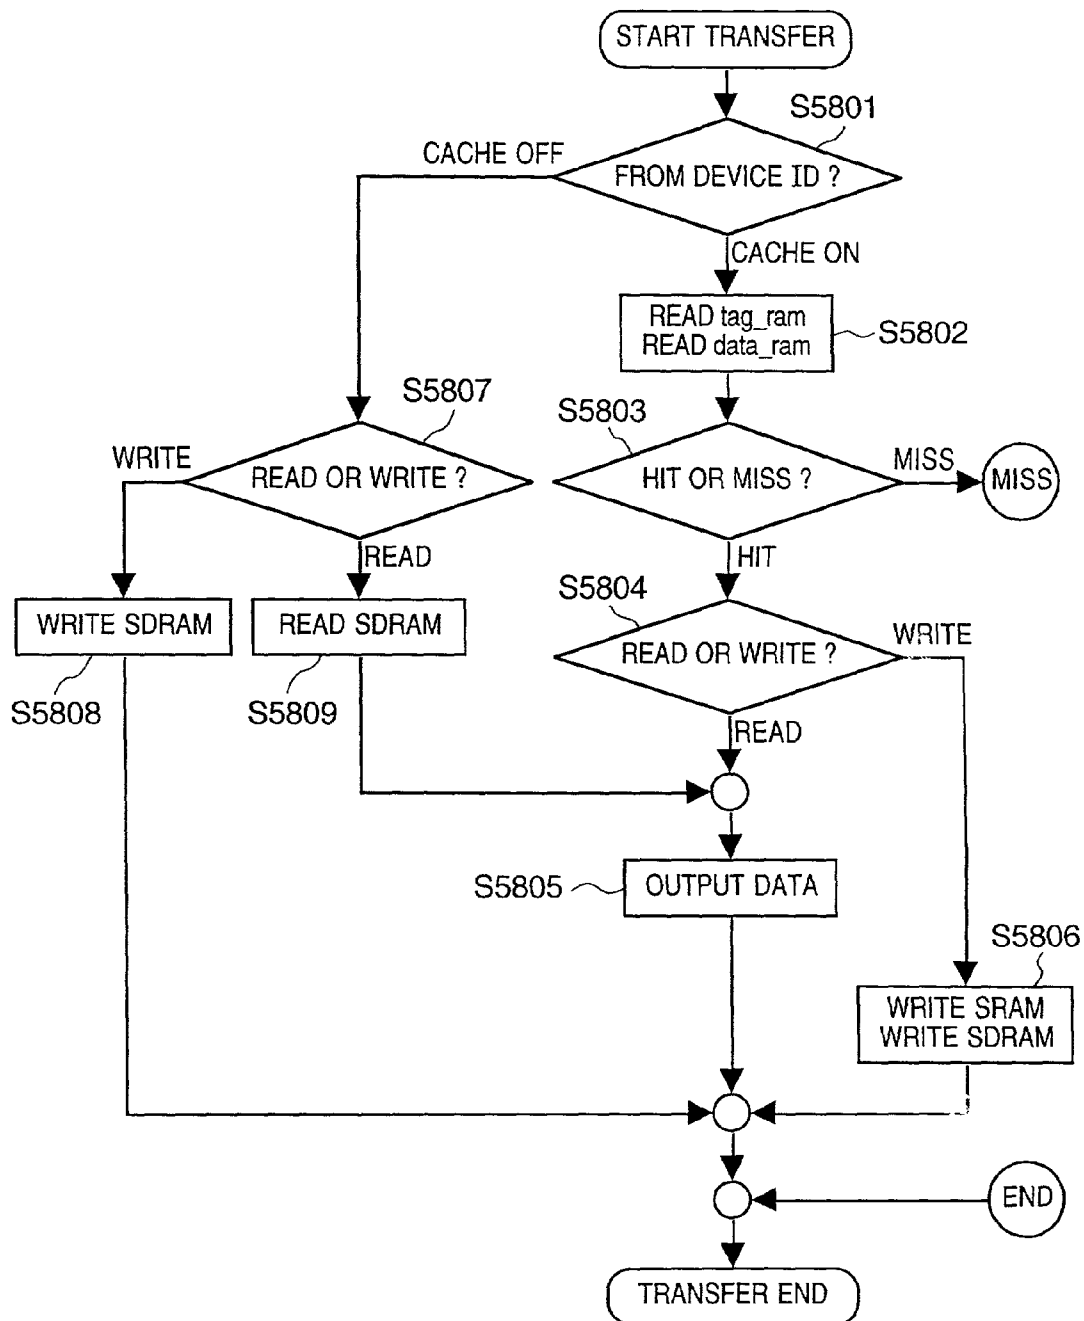 START TRANSFER
S5801
CACHE OFF
FROM DEVICE ID ?
CACHE ON
READ tag_ram
READ data_ram
S5802
S5807
S5803
WRITE
READ OR WRITE ?
HIT OR MISS ?
MISS
MISS
READ
HIT
S5804
WRITE SDRAM
READ SDRAM
READ OR WRITE ?
WRITE
S5808
S5809
READ
S5805
OUTPUT DATA
S5806
WRITE SRAM
WRITE SDRAM
END
TRANSFER END